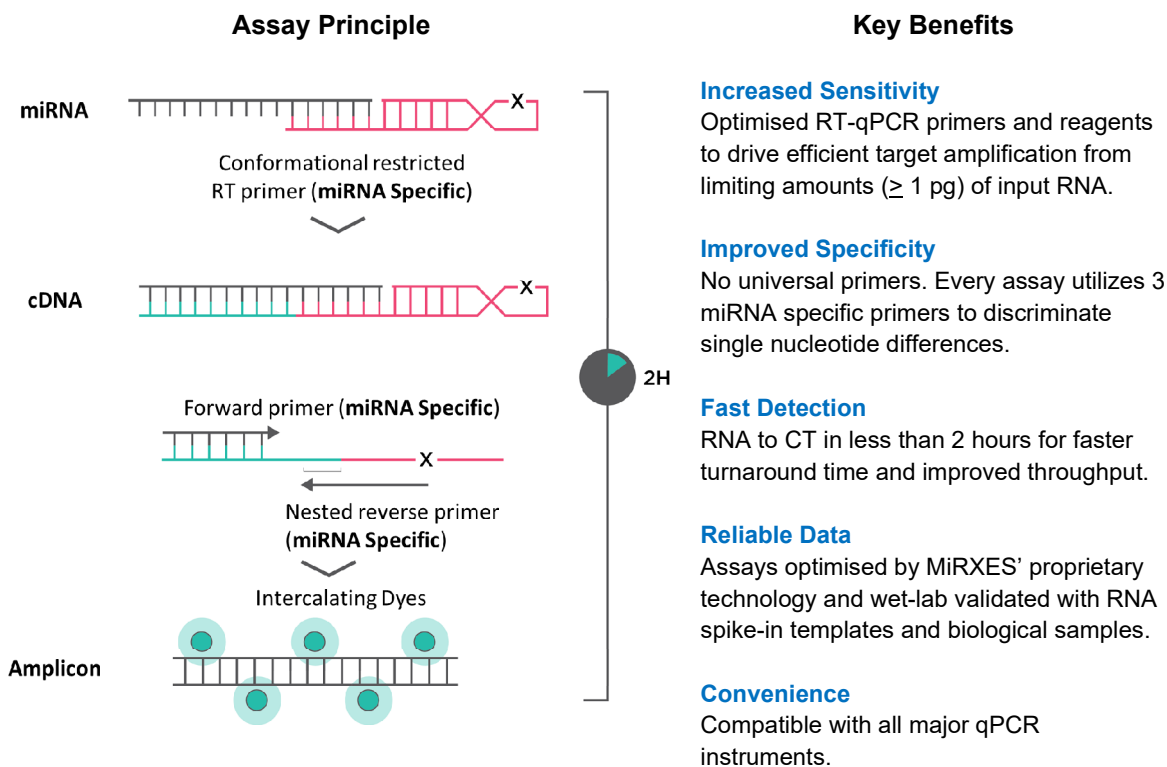 Assay Principle
miRNA
X
Conformational restricted
RT primer (miRNA Specific)
cDNA
X
2H
Forward primer (miRNA Specific)
X
Nested reverse primer
(miRNA Specific)
Intercalating Dyes
Amplicon
Key Benefits
Increased Sensitivity
Optimised RT-qPCR primers and reagents
to drive efficient target amplification from
limiting amounts (≥ 1 pg) of input RNA.
Improved Specificity
No universal primers. Every assay utilizes 3
miRNA specific primers to discriminate
single nucleotide differences.
Fast Detection
RNA to CT in less than 2 hours for faster
turnaround time and improved throughput.
Reliable Data
Assays optimised by MiRXES’ proprietary
technology and wet-lab validated with RNA
spike-in templates and biological samples.
Convenience
Compatible with all major qPCR
instruments.